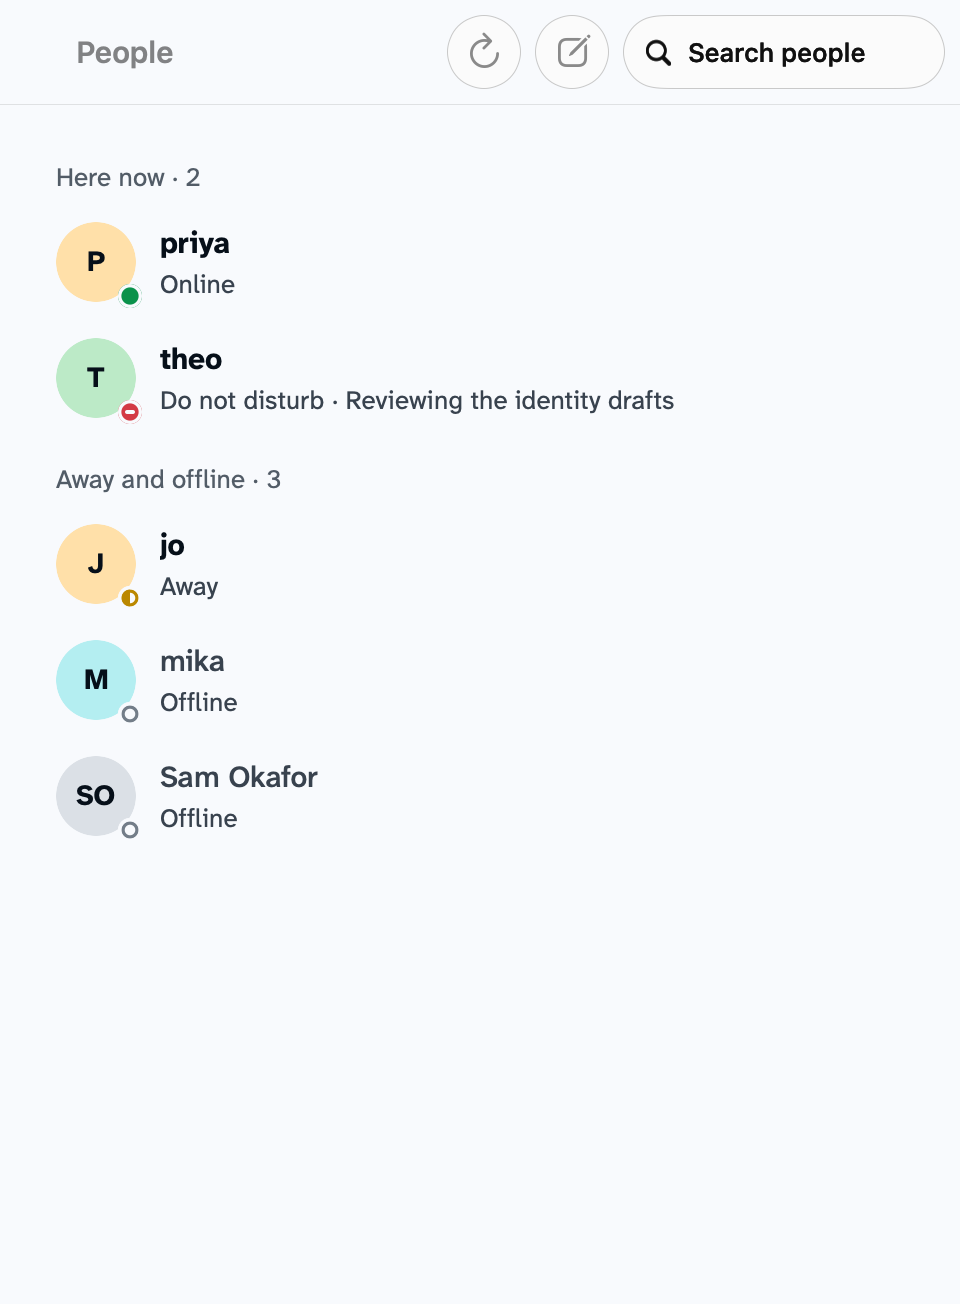 People
Search people
Here now · 2
P
priya
Online
T
theo
Do not disturb · Reviewing the identity drafts
Away and offline · 3
J
jo
Away
M
mika
Offline
SO
Sam Okafor
Offline